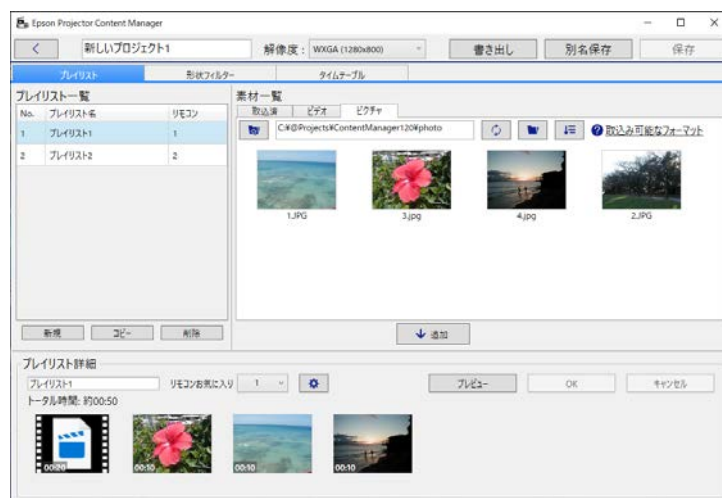 Epson Projector Content Manager
新しいプロジェクト1
解像度： WXGA (1280x800)
書き出し
別名保存
保存
プレイリスト
形状フィルター
タイムテーブル
プレイリスト一覧
No. プレイリスト名 リモコン
1 プレイリスト1 1
2 プレイリスト2 2
新規
コピー
削除
素材一覧
取込済
ビデオ
ピクチャ
C:¥@Projects¥ContentManager120¥photo
取込み可能なフォーマット
1.JPG
3.jpg
4.jpg
2.JPG
追加
プレイリスト詳細
プレイリスト1
リモコンお気に入り
1
プレビュー
OK
キャンセル
トータル時間: 約00:50
00:20
00:10
00:10
00:10